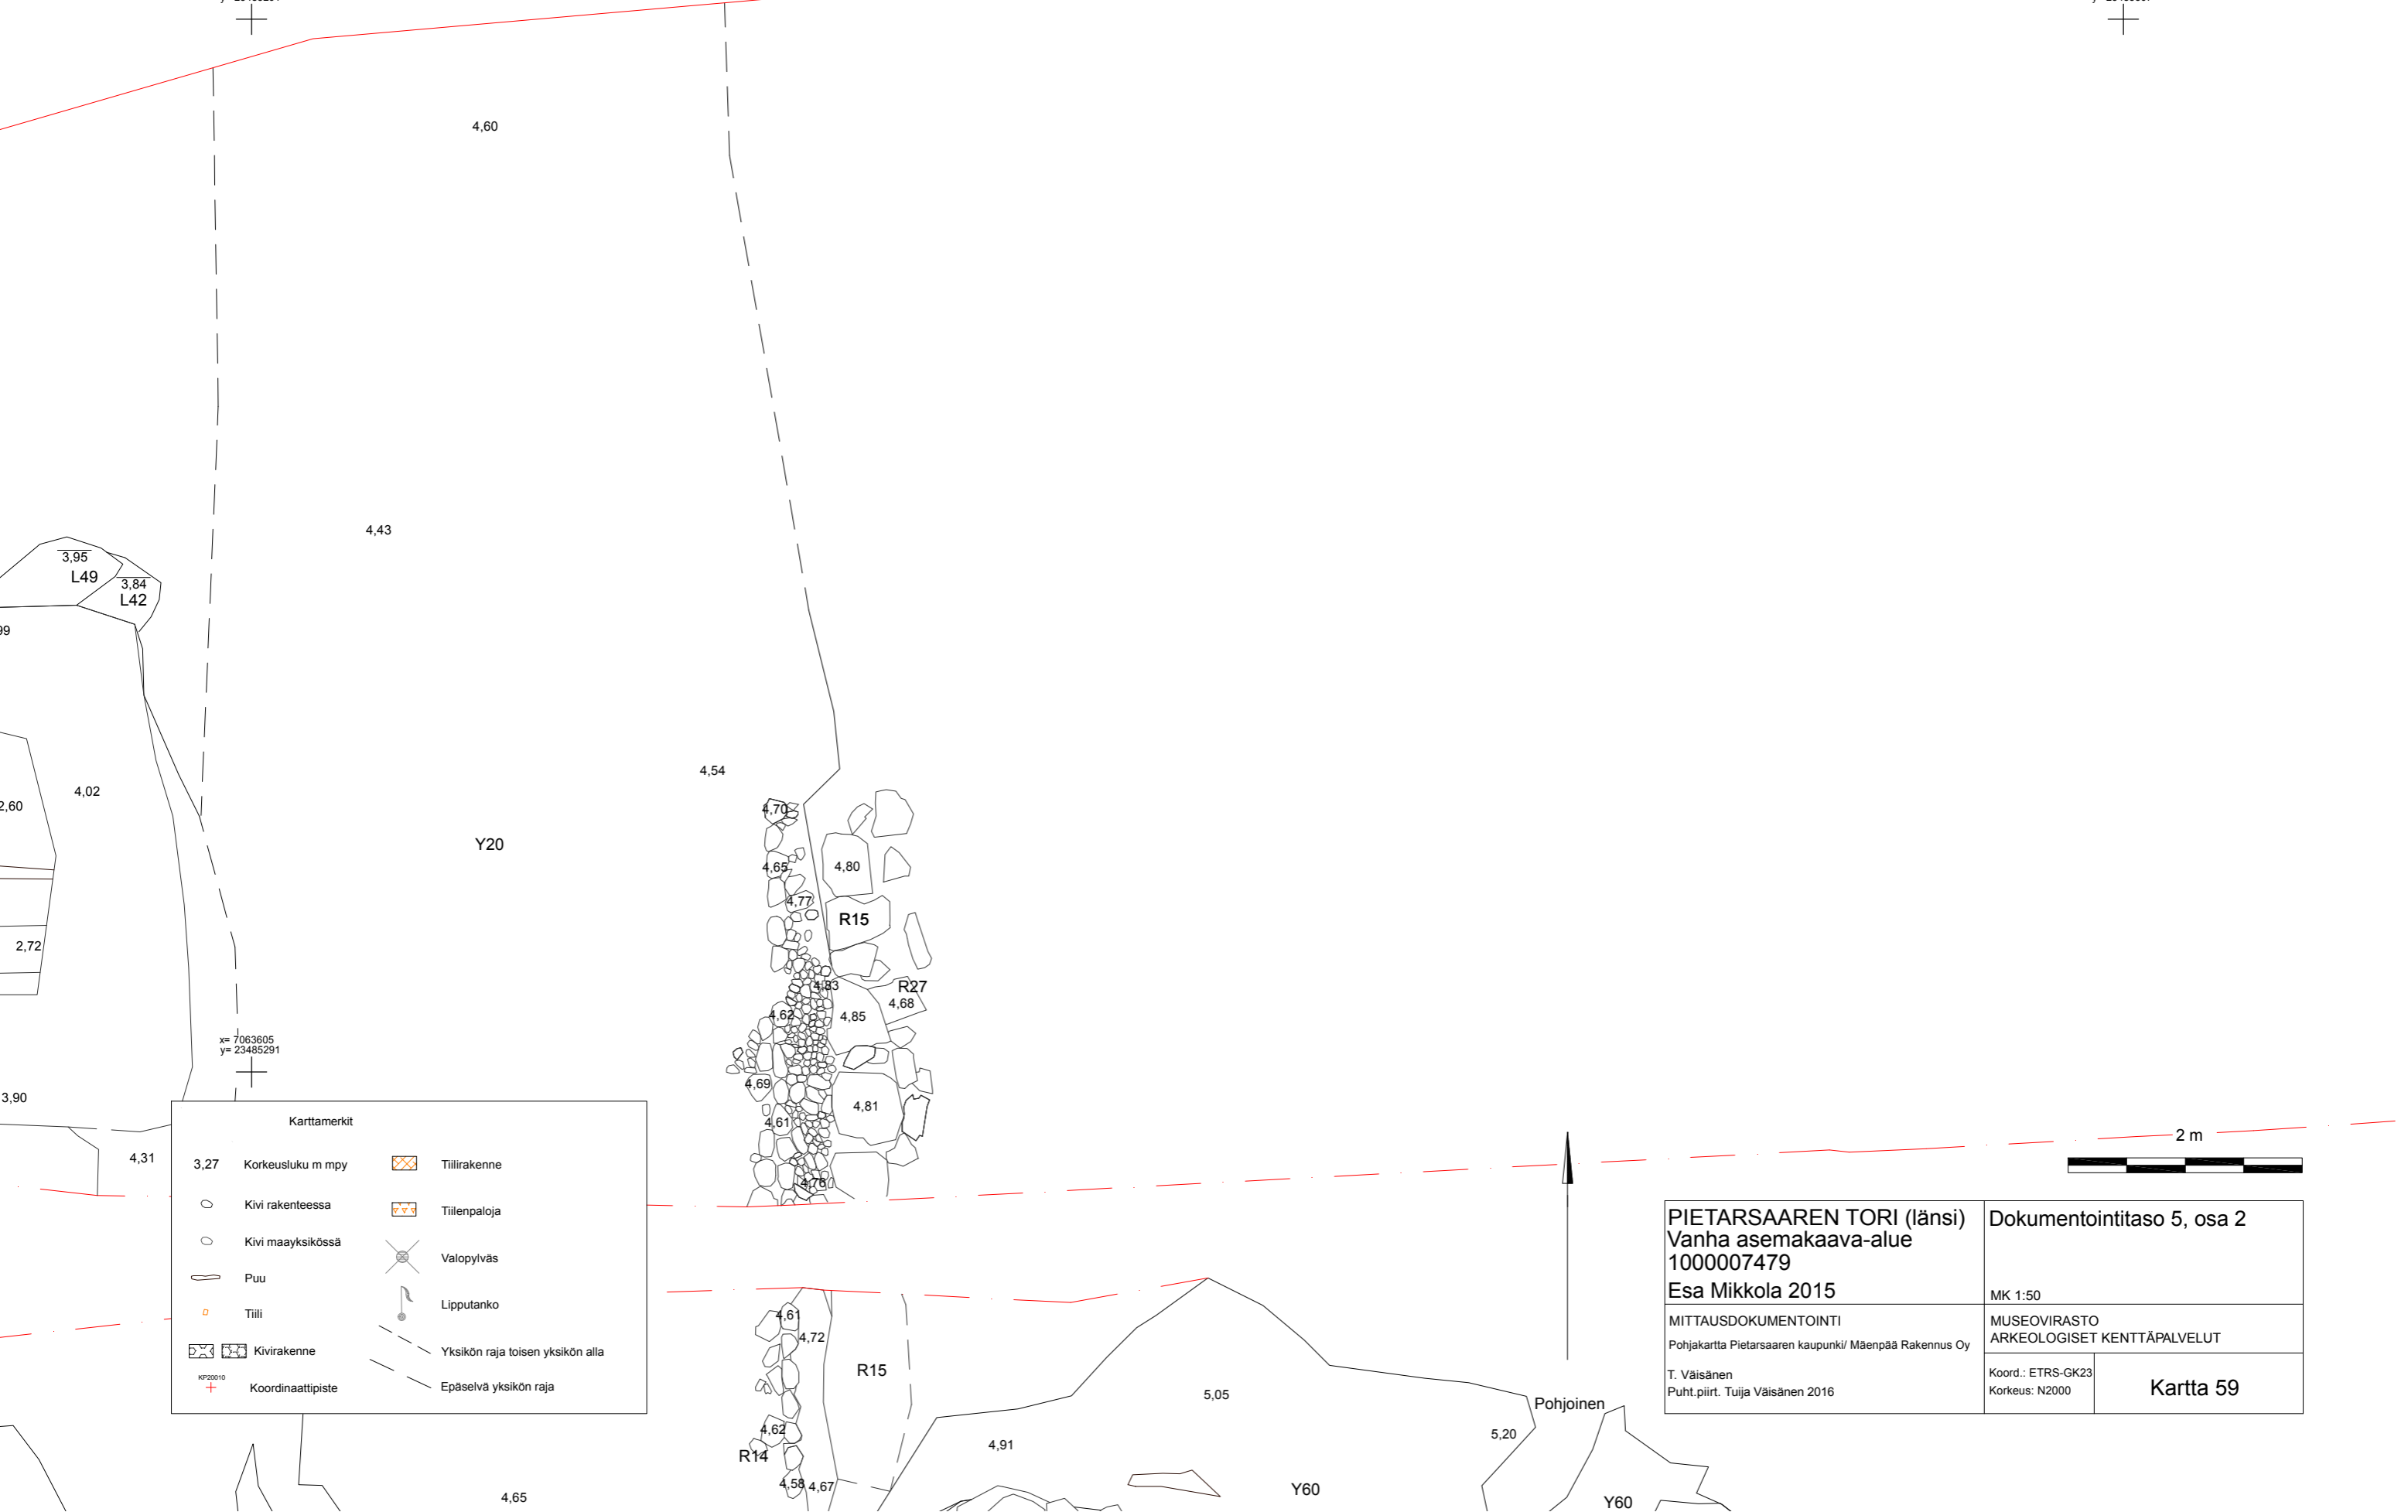 4,60
4,43
3,95
L49
3,84
L42
99
4,54
4,02
2,60
4,70
Y20
4,65
4,80
4,77
R15
2,72
4,83
R27
4,68
4,62
4,85
x= 7063605
y= 23485291
4,69
3,90
4,81
4,61
4,31
4,76
Karttamerkit
3,27 Korkeusluku m mpy
Kivi rakenteessa
Kivi maayksikössä
Puu
Tiili
Kivirakenne
KP20010
Koordinaattipiste
Tiilirakenne
Tiilenpaloja
Valopylväs
Lipputanko
Yksikön raja toisen yksikön alla
Epäselvä yksikön raja
4,61
4,72
R15
4,62
R14
4,58 4,67
4,65
5,05
4,91
5,20
Y60
Y60
Pohjoinen
2 m
PIETARSAAREN TORI (länsi)
Vanha asemakaava-alue
1000007479
Esa Mikkola 2015
Dokumentointitaso 5, osa 2
MK 1:50
MITTAUSDOKUMENTOINTI
Pohjakartta Pietarsaaren kaupunki/ Mäenpää Rakennus Oy
T. Väisänen
Puht.piirt. Tuija Väisänen 2016
MUSEOVIRASTO
ARKEOLOGISET KENTTÄPALVELUT
Koord.: ETRS-GK23
Korkeus: N2000
Kartta 59